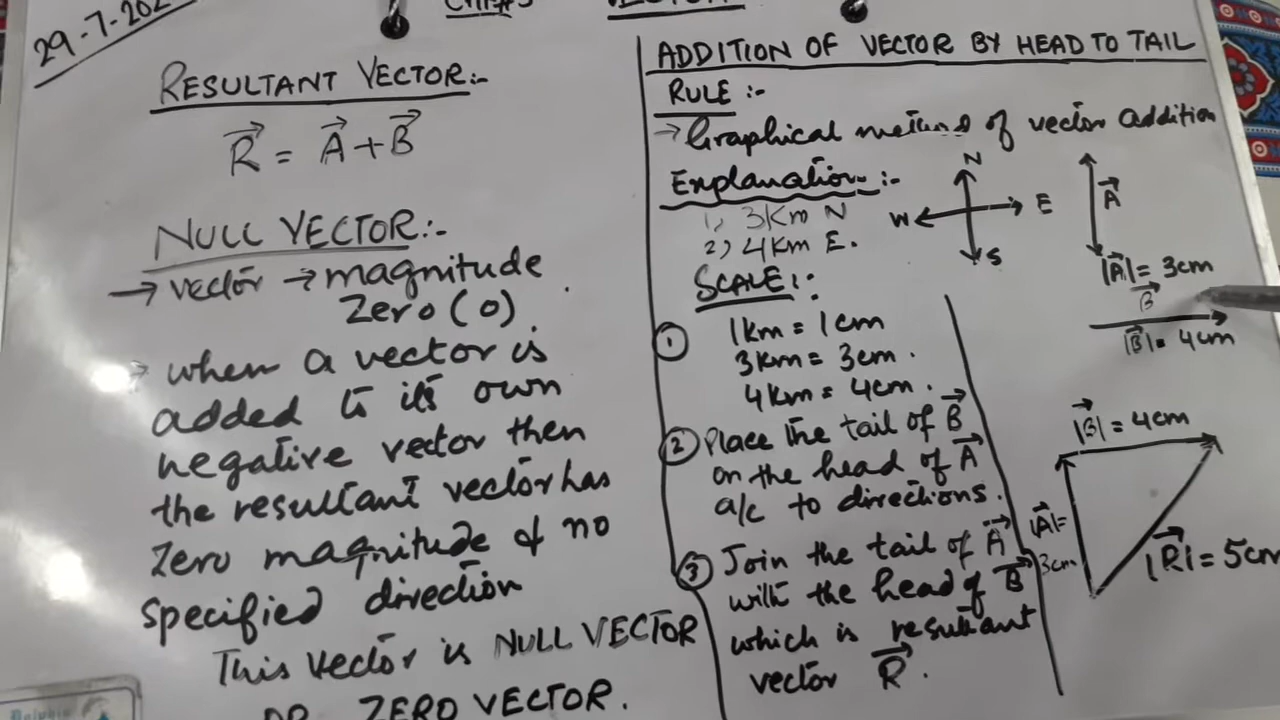 29-7-202
RESULTANT VECTOR:-
R = A + B
NULL VECTOR:-
→ vector → magnitude
Zero (0).
when a vector is
added to its own
negative vector then
the resultant vector has
zero magnitude & no
specified direction
This vector is NULL VECTOR
OR ZERO VECTOR.
ADDITION OF VECTOR BY HEAD TO TAIL
RULE :-
→ Graphical method of vector addition
Explanation :-
1, 3Km N
2, 4Km E.
N
W
E
S
A
|A| = 3cm
B
|B| = 4cm
SCALE :-
① 1km = 1cm
3km = 3cm.
4km = 4cm.
② Place the tail of B
on the head of A
a/c to directions.
③ Join the tail of A
with the head of B
which is resultant
vector R.
|B| = 4cm
|A| =
3cm
|R| = 5cm